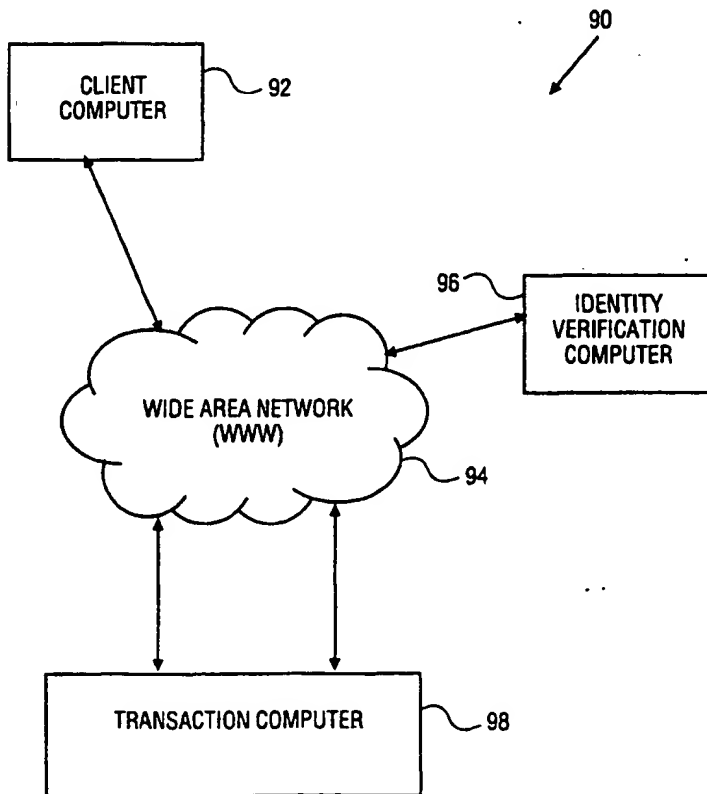 90
CLIENT
COMPUTER
92
96
IDENTITY
VERIFICATION
COMPUTER
WIDE AREA NETWORK
(WWW)
94
TRANSACTION COMPUTER
98